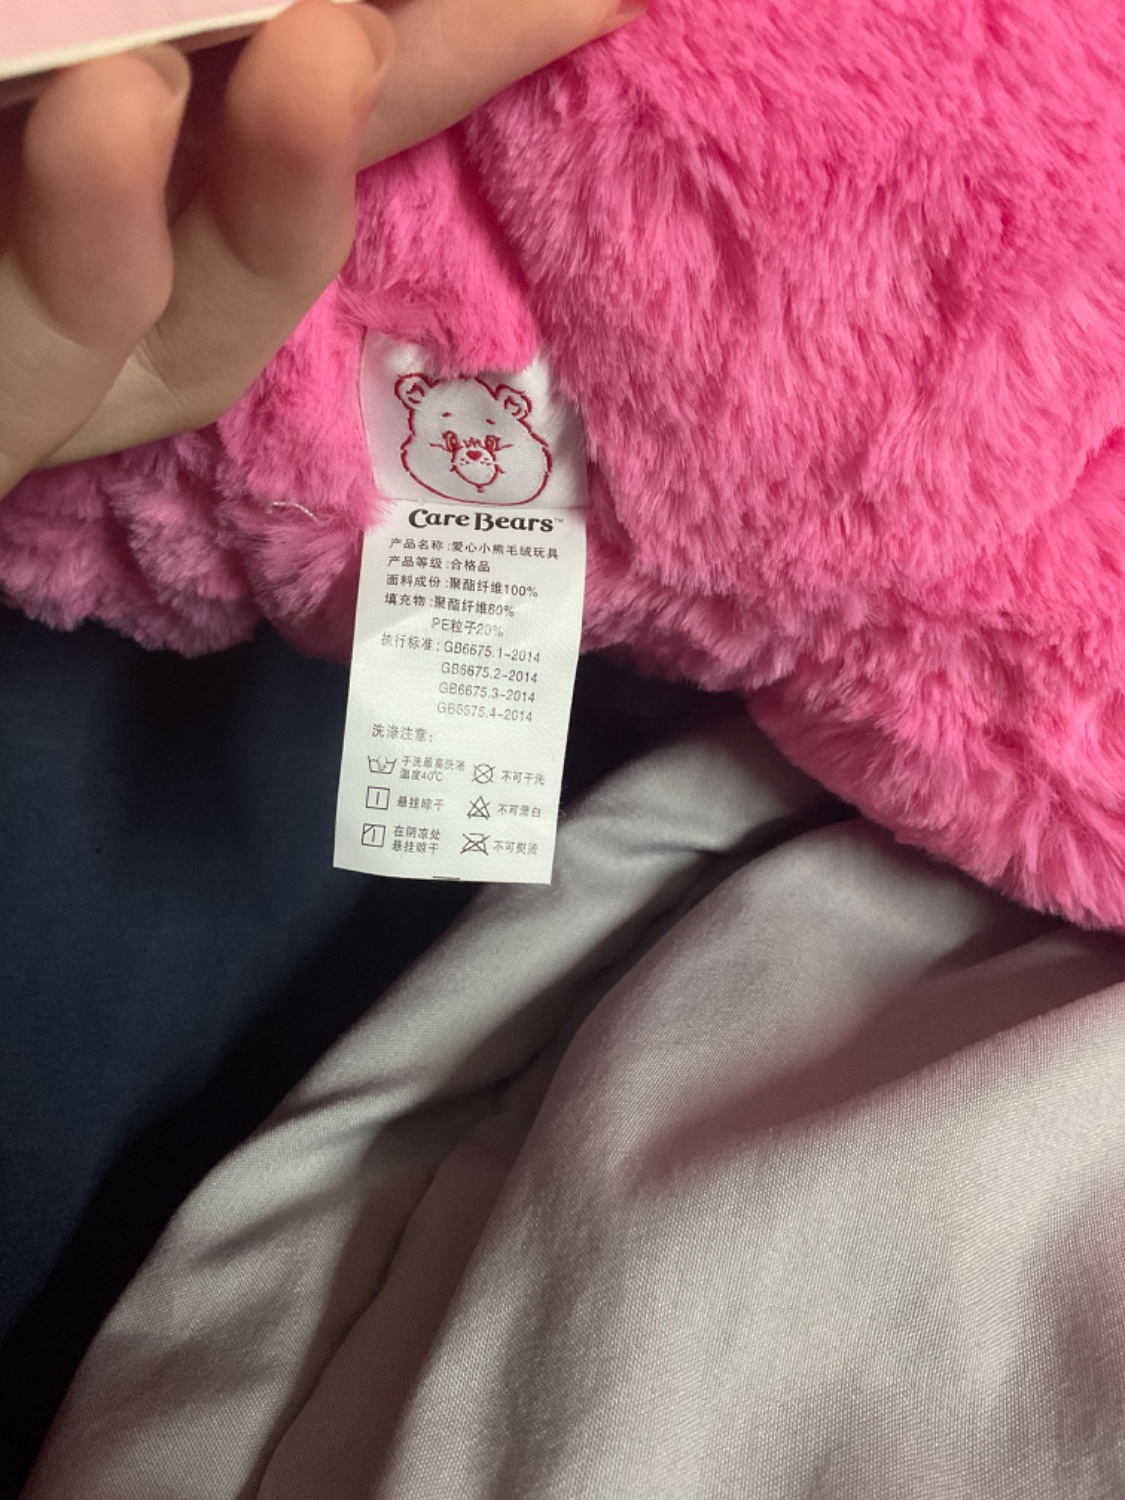 Care Bears™
产品名称:爱心小熊毛绒玩具
产品等级:合格品
面料成份:聚酯纤维100%
填充物:聚酯纤维80%
PE粒子20%
执行标准:GB6675.1-2014
GB6675.2-2014
GB6675.3-2014
GB6675.4-2014
洗涤注意:
手洗最高洗涤
温度40℃
不可干洗
悬挂晾干
不可漂白
在阴凉处
悬挂晾干
不可熨烫